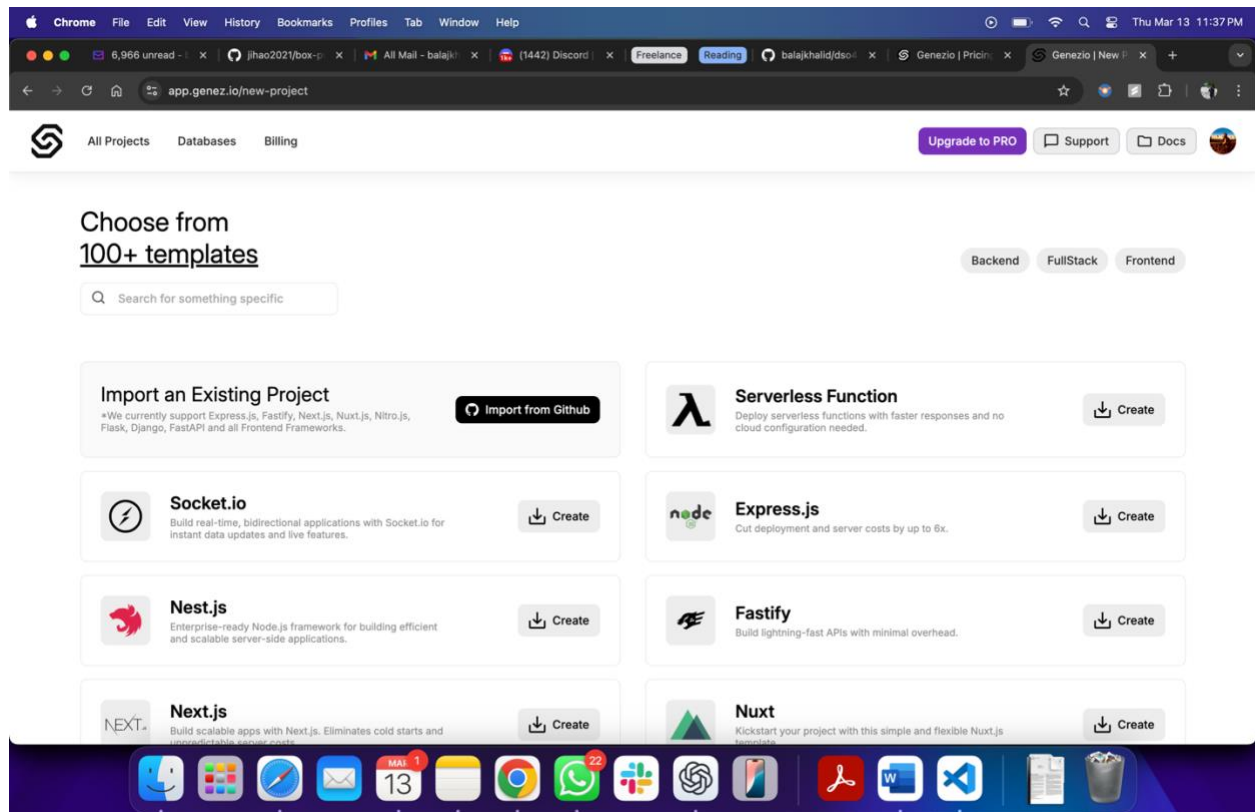 Chrome File Edit View History Bookmarks Profiles Tab Window Help Thu Mar 13 11:37 PM
6,966 unread - jihao2021/box-p All Mail - balajkh (1442) Discord | Freelance Reading balajkhalid/dso Genezio | Pricing Genezio | New P
app.genez.io/new-project
All Projects Databases Billing Upgrade to PRO Support Docs
Choose from
100+ templates
Backend FullStack Frontend
Search for something specific
Import an Existing Project
*We currently support Express.js, Fastify, Next.js, Nuxt.js, Nitro.js,
Flask, Django, FastAPI and all Frontend Frameworks.
Import from Github
Serverless Function
Deploy serverless functions with faster responses and no
cloud configuration needed.
Create
Socket.io
Build real-time, bidirectional applications with Socket.io for
instant data updates and live features.
Create
node
Express.js
Cut deployment and server costs by up to 6x.
Create
Nest.js
Enterprise-ready Node.js framework for building efficient
and scalable server-side applications.
Create
Fastify
Build lightning-fast APIs with minimal overhead.
Create
NEXT
Next.js
Build scalable apps with Next.js. Eliminates cold starts and
unpredictable server costs
Create
Nuxt
Kickstart your project with this simple and flexible Nuxt.js
template
Create
MAR 1
13
22
W